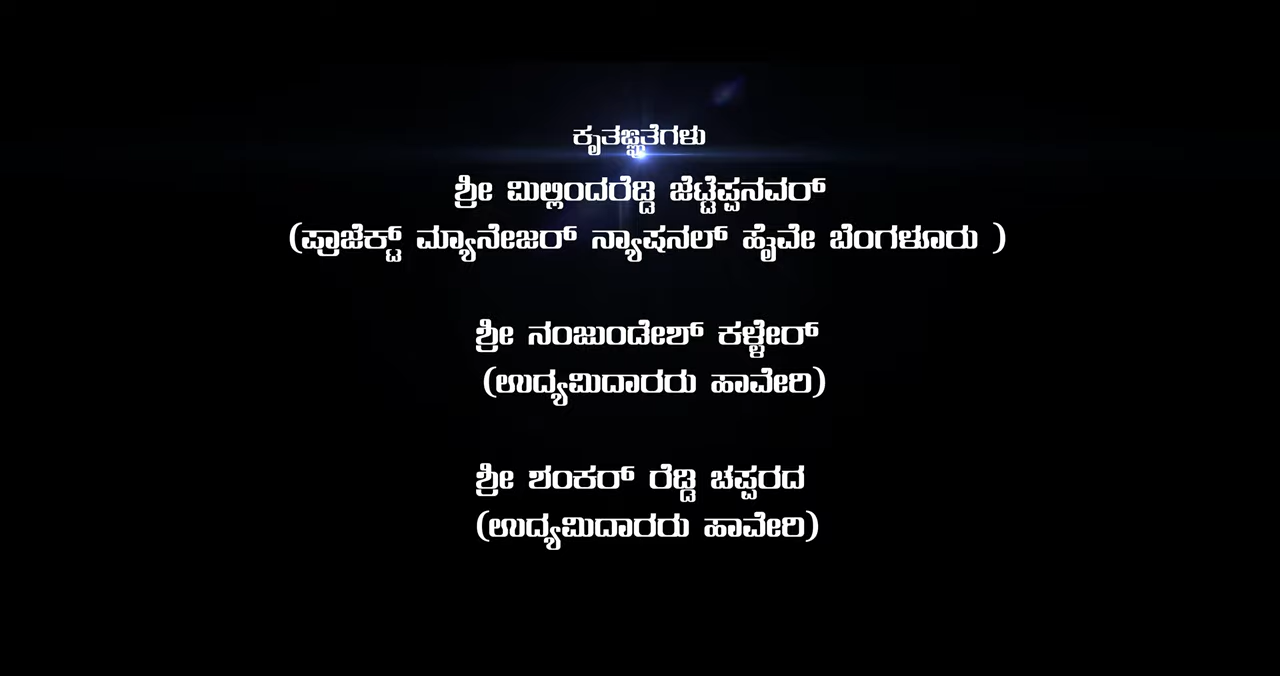 ಕೃತಜ್ಞತೆಗಳು
ಶ್ರೀ ಮಿಲ್ಲಿಂದರೆಡ್ಡಿ ಜೆಟ್ಟೆಪ್ಪನವರ್
(ಪ್ರಾಜೆಕ್ಟ್ ಮ್ಯಾನೇಜರ್ ನ್ಯಾಷನಲ್ ಹೈವೇ ಬೆಂಗಳೂರು )
ಶ್ರೀ ನಂಜುಂಡೇಶ್ ಕಳ್ಳೇರ್
(ಉದ್ಯಮಿದಾರರು ಹಾವೇರಿ)
ಶ್ರೀ ಶಂಕರ್ ರೆಡ್ಡಿ ಚಪ್ಪರದ
(ಉದ್ಯಮಿದಾರರು ಹಾವೇರಿ)